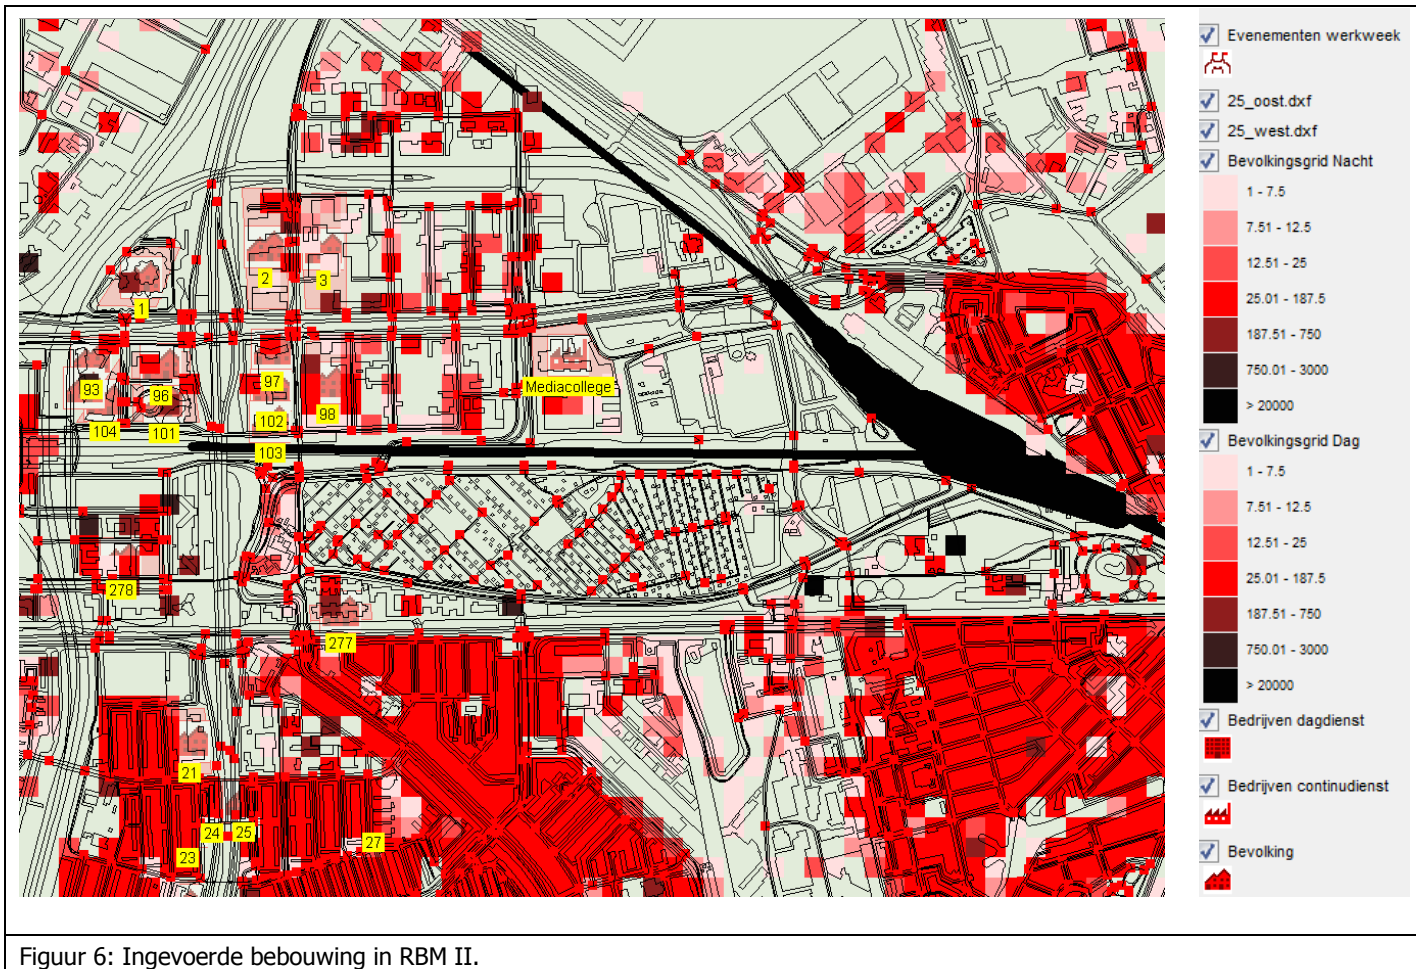 1
2
3
93
96
97
98
102
104
101
103
Mediacollege
278
277
21
24
25
23
27
Evenementen werkweek
25_oost.dxf
25_west.dxf
Bevolkingsgrid Nacht
1 - 7.5
7.51 - 12.5
12.51 - 25
25.01 - 187.5
187.51 - 750
750.01 - 3000
> 20000
Bevolkingsgrid Dag
1 - 7.5
7.51 - 12.5
12.51 - 25
25.01 - 187.5
187.51 - 750
750.01 - 3000
> 20000
Bedrijven dagdienst
Bedrijven continudienst
Bevolking
Figuur 6: Ingevoerde bebouwing in RBM II.